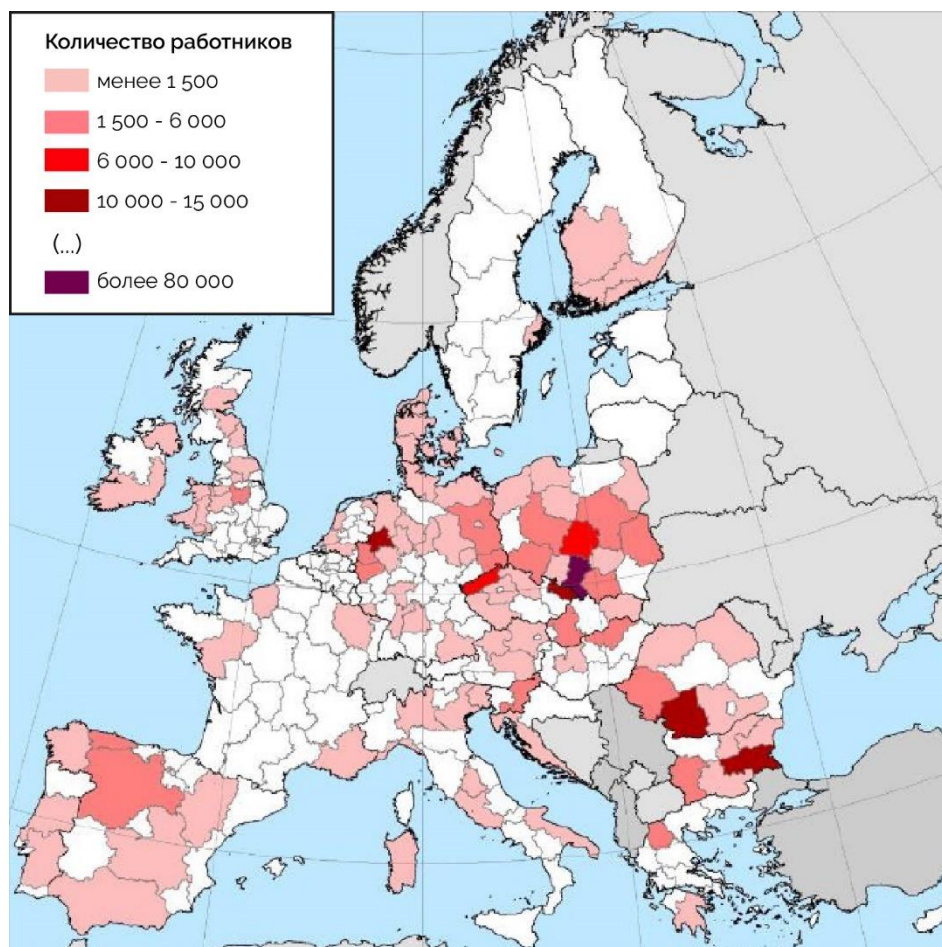 Количество работников
менее 1 500
1 500 - 6 000
6 000 - 10 000
10 000 - 15 000
(...)
более 80 000